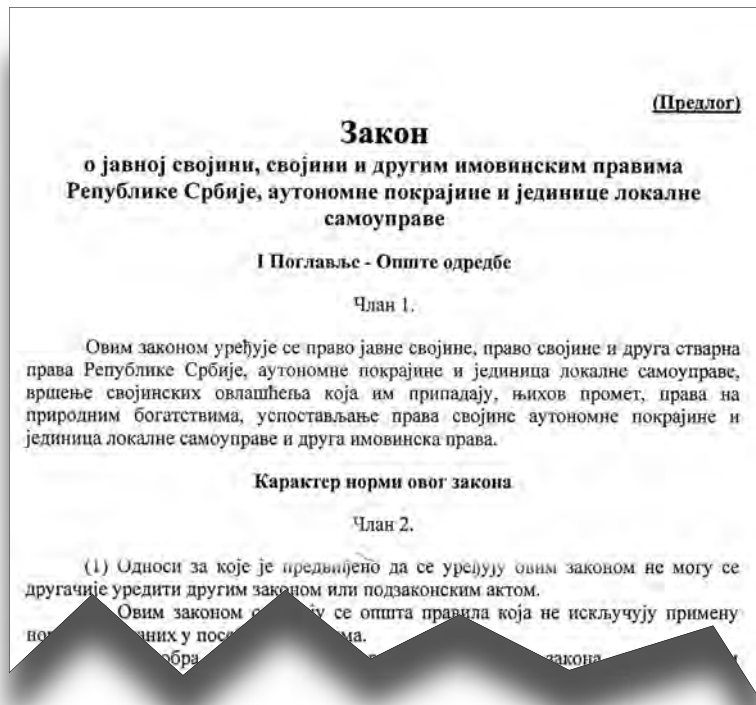 (Предлог)
Закон
о јавној својини, својини и другим имовинским правима
Републике Србије, аутономне покрајине и јединице локалне
самоуправе
I Поглавље - Опште одредбе
Члан 1.
Овим законом уређује се право јавне својине, право својине и друга стварна
права Републике Србије, аутономне покрајине и јединица локалне самоуправе,
вршење својинских овлашћења која им припадају, њихов промет, права на
природним богатствима, успостављање права својине аутономне покрајине и
јединица локалне самоуправе и друга имовинска права.
Карактер норми овог закона
Члан 2.
(1) Односи за које је предвиђено да се уређују овим законом не могу се
другачије уредити другим законом или подзаконским актом.
Овим законом се општа правила која не искључују примену
у
закона